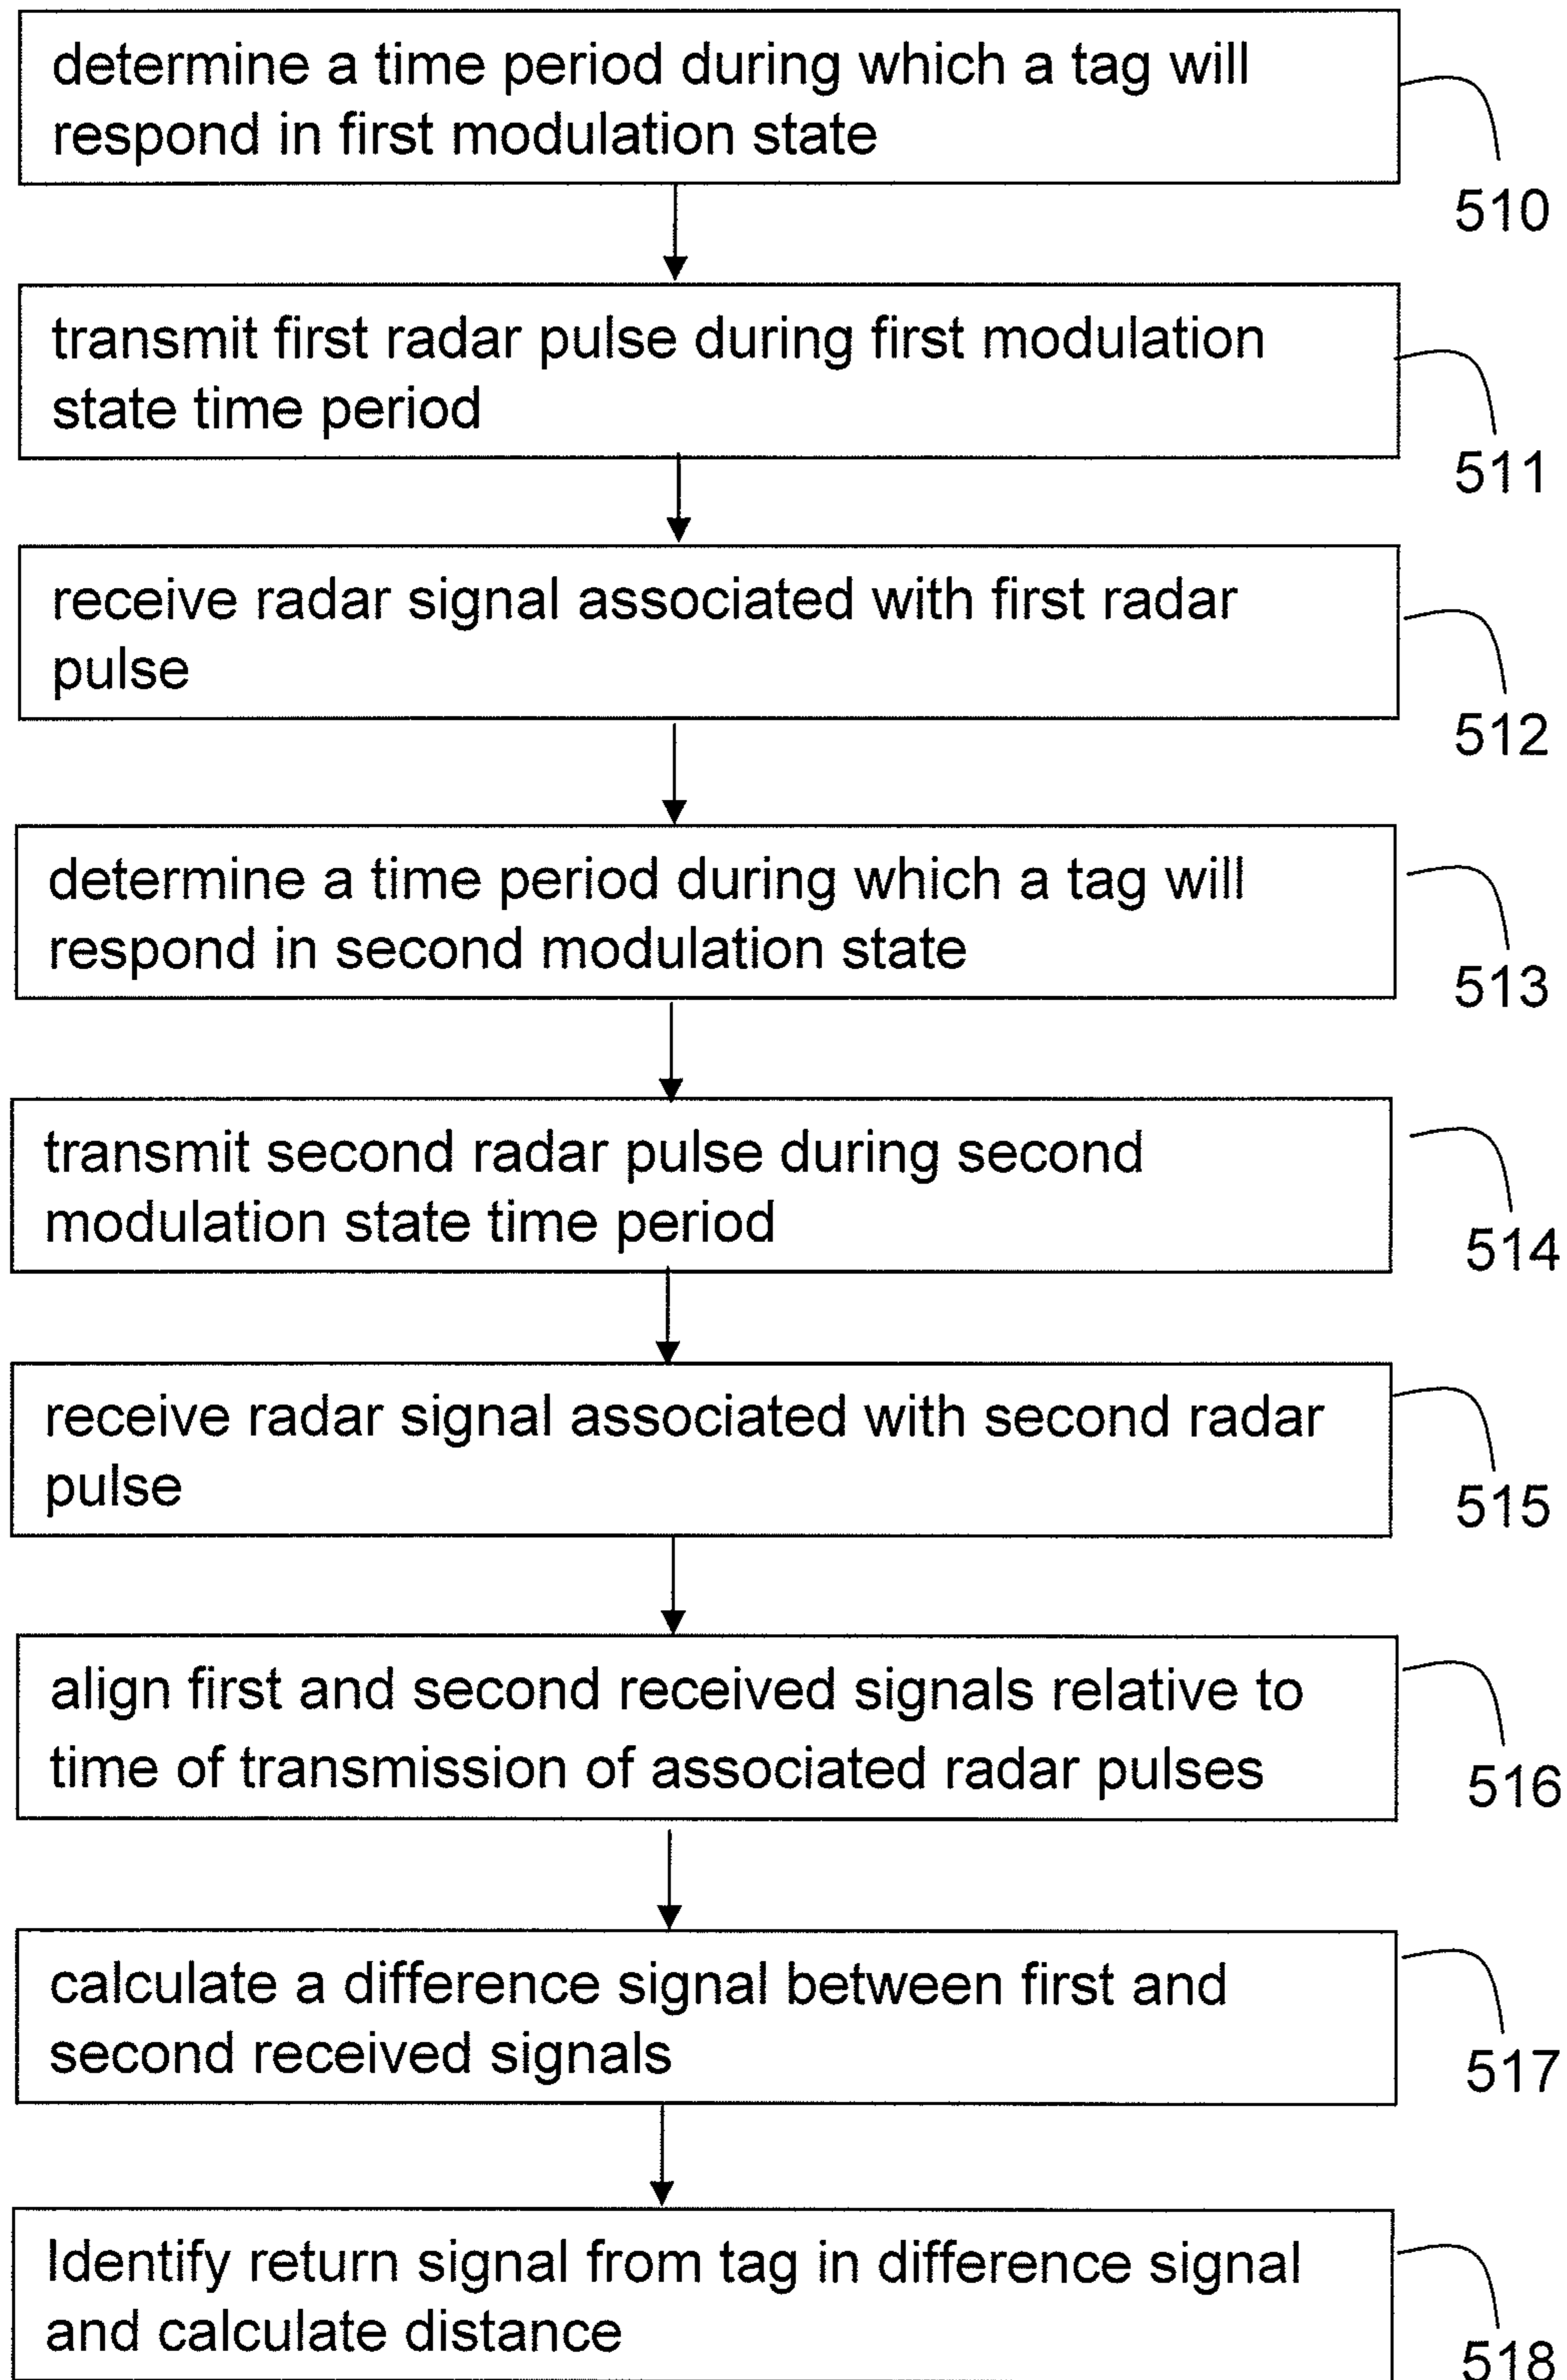 determine a time period during which a tag will
respond in first modulation state
510
transmit first radar pulse during first modulation
state time period
511
receive radar signal associated with first radar
pulse
512
determine a time period during which a tag will
respond in second modulation state
513
transmit second radar pulse during second
modulation state time period
514
receive radar signal associated with second radar
pulse
515
align first and second received signals relative to
time of transmission of associated radar pulses
516
calculate a difference signal between first and
second received signals
517
Identify return signal from tag in difference signal
and calculate distance
518